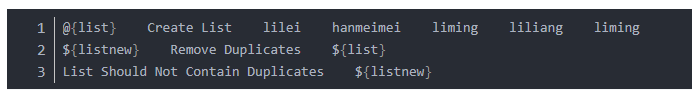 1 @{list}    Create List    lilei    hanmeimei    liming    liliang    liming
2 ${listnew}    Remove Duplicates    ${list}
3 List Should Not Contain Duplicates    ${listnew}